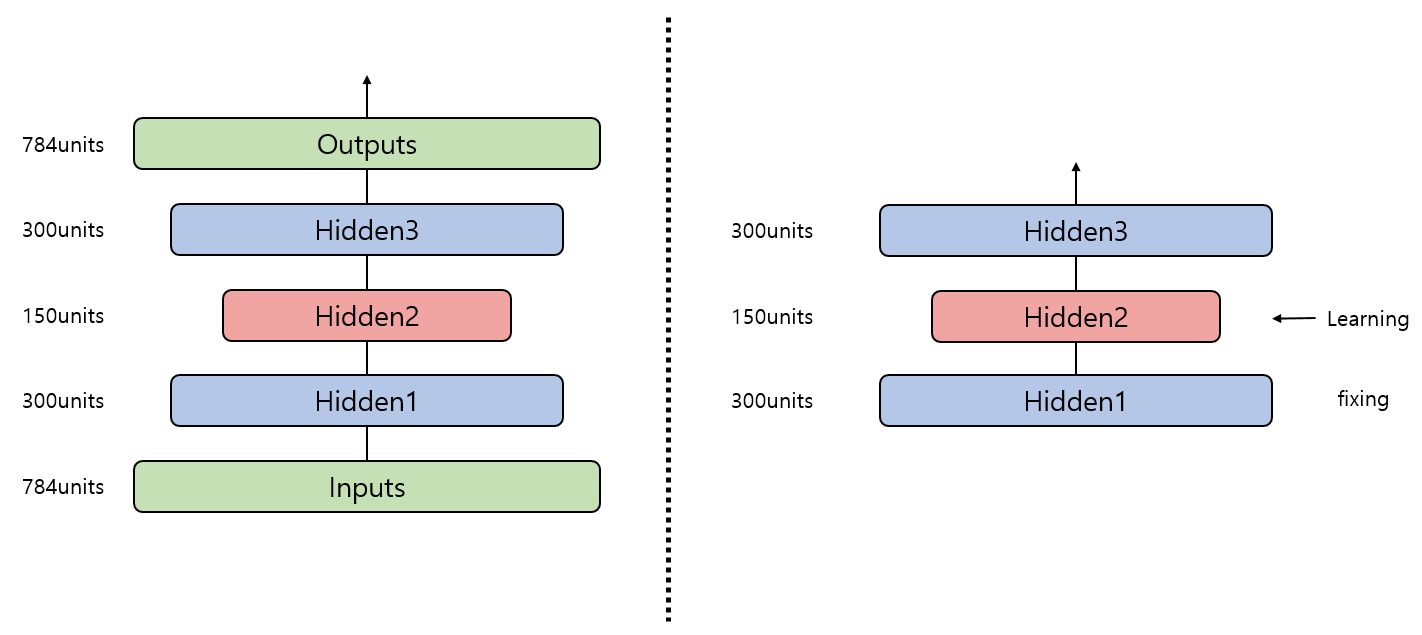 784units
Outputs
300units
Hidden3
150units
Hidden2
300units
Hidden1
784units
Inputs
300units
Hidden3
150units
Hidden2
Learning
300units
Hidden1
fixing